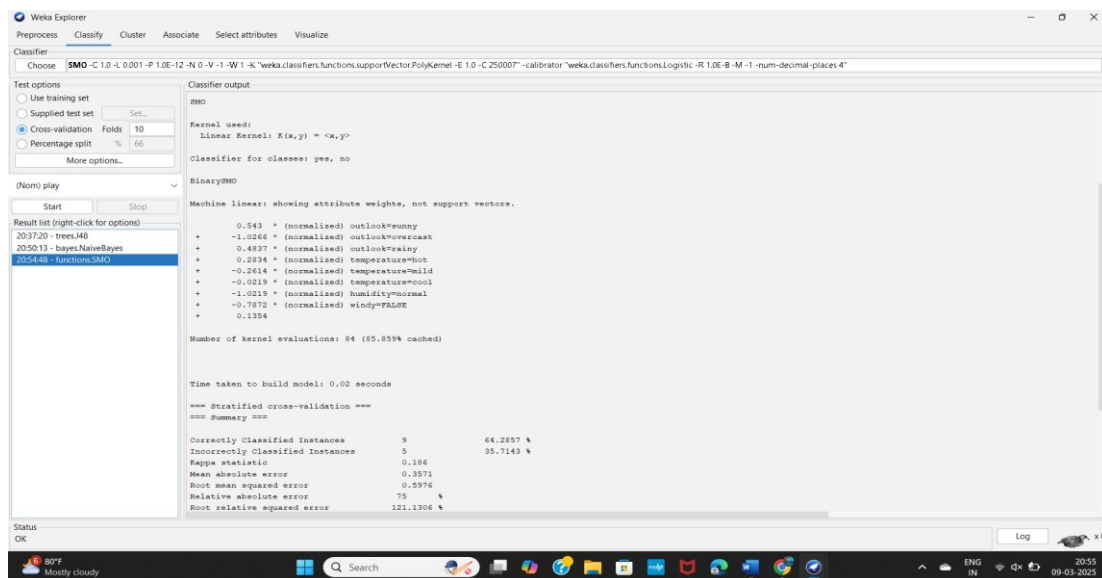 Weka Explorer
Preprocess Classify Cluster Associate Select attributes Visualize
Classifier
Choose SMO -C 1.0 -L 0.001 -P 1.0E-12 -N 0 -V -1 -W 1 -K "weka.classifiers.functions.supportVector.PolyKernel -E 1.0 -C 250007" -calibrator "weka.classifiers.functions.Logistic -R 1.0E-8 -M -1 -num-decimal-places 4"
Test options
Use training set
Supplied test set Set...
Cross-validation Folds 10
Percentage split % 66
More options...
(Nom) play
Start Stop
Result list (right-click for options)
20:37:20 - trees.J48
20:50:13 - bayes.NaiveBayes
20:54:48 - functions.SMO
Classifier output
SMO
Kernel used:
Linear Kernel: K(x,y) = <x,y>
Classifier for classes: yes, no
BinarySMO
Machine linear: showing attribute weights, not support vectors.
0.543 * (normalized) outlook=sunny
+ -1.0266 * (normalized) outlook=overcast
+ 0.4837 * (normalized) outlook=rainy
+ 0.2834 * (normalized) temperature=hot
+ -0.2614 * (normalized) temperature=mild
+ -0.0219 * (normalized) temperature=cool
+ -1.0219 * (normalized) humidity=normal
+ -0.7872 * (normalized) windy=FALSE
+ 0.1354
Number of kernel evaluations: 84 (85.859% cached)
Time taken to build model: 0.02 seconds
=== Stratified cross-validation ===
=== Summary ===
Correctly Classified Instances 9 64.2857 %
Incorrectly Classified Instances 5 35.7143 %
Kappa statistic 0.186
Mean absolute error 0.3571
Root mean squared error 0.5976
Relative absolute error 75 %
Root relative squared error 121.1306 %
Status
OK
Log x
6
80°F
Mostly cloudy
Search
ENG
IN
20:55
09-03-2025